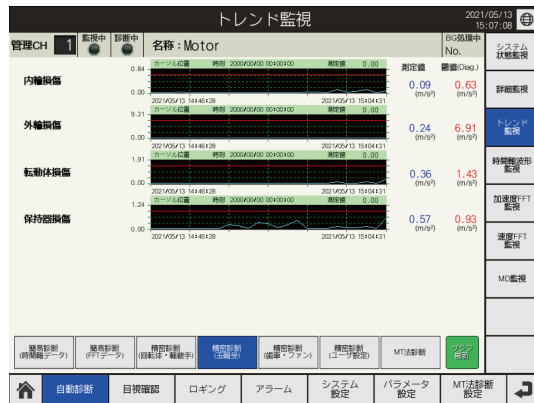 トレンド監視
2021/05/13
15:07:08
管理CH 1
監視中
診断中
名称：Motor
BG処理中
No.
システム
状態監視
詳細監視
トレンド
監視
時間軸波形
監視
加速度FFT
監視
速度FFT
監視
MD監視
測定値
閾値(Diag.)
内輪損傷
0.84
カーソル位置 時刻 2000/00/00 00:00:00 測定値 0.00
0.00
2021/05/13 14:46:28
2021/05/13 15:04:31
0.09
(m/s²)
0.63
(m/s²)
外輪損傷
9.21
カーソル位置 時刻 2000/00/00 00:00:00 測定値 0.00
0.00
2021/05/13 14:46:28
2021/05/13 15:04:31
0.24
(m/s²)
6.91
(m/s²)
転動体損傷
1.91
カーソル位置 時刻 2000/00/00 00:00:00 測定値 0.00
0.00
2021/05/13 14:46:28
2021/05/13 15:04:31
0.36
(m/s²)
1.43
(m/s²)
保持器損傷
1.24
カーソル位置 時刻 2000/00/00 00:00:00 測定値 0.00
0.00
2021/05/13 14:46:28
2021/05/13 15:04:31
0.57
(m/s²)
0.93
(m/s²)
簡易診断
(時間軸データ)
簡易診断
(FFTデータ)
精密診断
(回転体・軸継手)
精密診断
(玉軸受)
精密診断
(歯車・ファン)
精密診断
(ユーザ設定)
MT法診断
グラフ
自動診断
目視確認
ロギング
アラーム
システム
設定
パラメータ
設定
MT法診断
設定